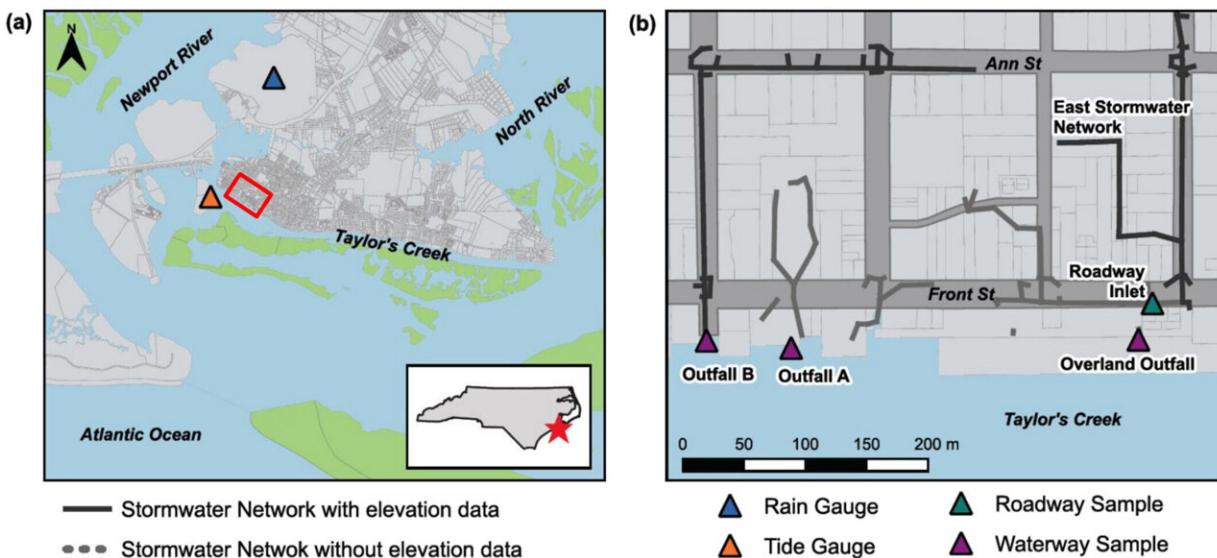 (a)
N
Newport River
North River
Taylor's Creek
Atlantic Ocean
(b)
Ann St
East Stormwater
Network
Roadway
Inlet
Front St
Outfall B
Outfall A
Overland Outfall
Taylor's Creek
0 50 100 150 200 m
Stormwater Network with elevation data
Stormwater Netwok without elevation data
Rain Gauge
Tide Gauge
Roadway Sample
Waterway Sample